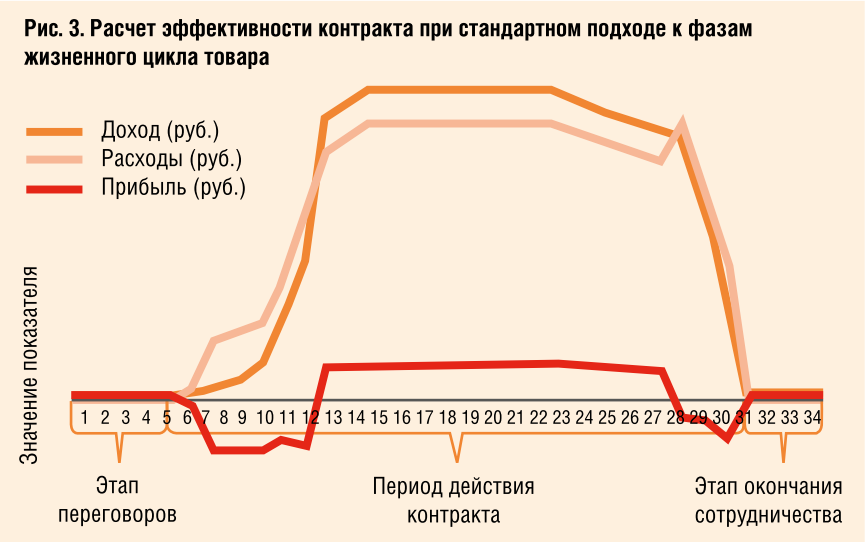 Рис. 3. Расчет эффективности контракта при стандартном подходе к фазам
жизненного цикла товара
Доход (руб.)
Расходы (руб.)
Прибыль (руб.)
Значение показателя
1 2 3 4 5 6 7 8 9 10 11 12 13 14 15 16 17 18 19 20 21 22 23 24 25 26 27 28 29 30 31 32 33 34
Этап
переговоров
Период действия
контракта
Этап окончания
сотрудничества